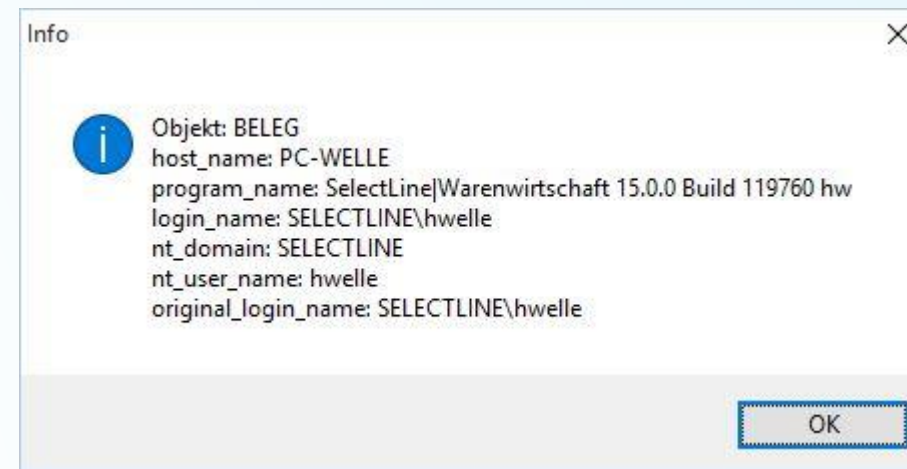 Info
Objekt: BELEG
host_name: PC-WELLE
program_name: SelectLine|Warenwirtschaft 15.0.0 Build 119760 hw
login_name: SELECTLINE\hwelle
nt_domain: SELECTLINE
nt_user_name: hwelle
original_login_name: SELECTLINE\hwelle
OK